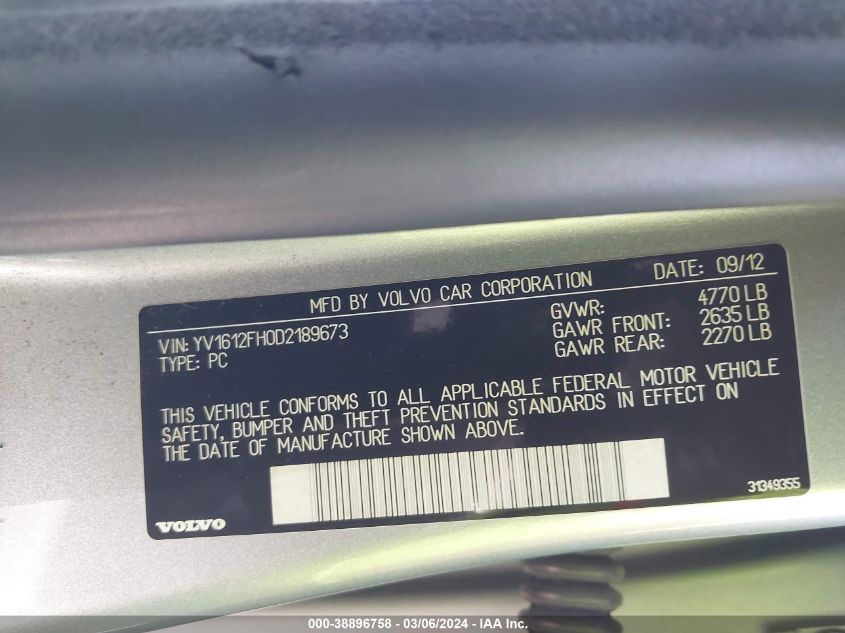 MFD BY VOLVO CAR CORPORATION DATE: 09/12
VIN: YV1612FH0D2189673 GVWR: 4770 LB
TYPE: PC GAWR FRONT: 2635 LB
GAWR REAR: 2270 LB
THIS VEHICLE CONFORMS TO ALL APPLICABLE FEDERAL MOTOR VEHICLE
SAFETY, BUMPER AND THEFT PREVENTION STANDARDS IN EFFECT ON
THE DATE OF MANUFACTURE SHOWN ABOVE.
VOLVO 31349355
000-38896758 - 03/06/2024 - IAA Inc.